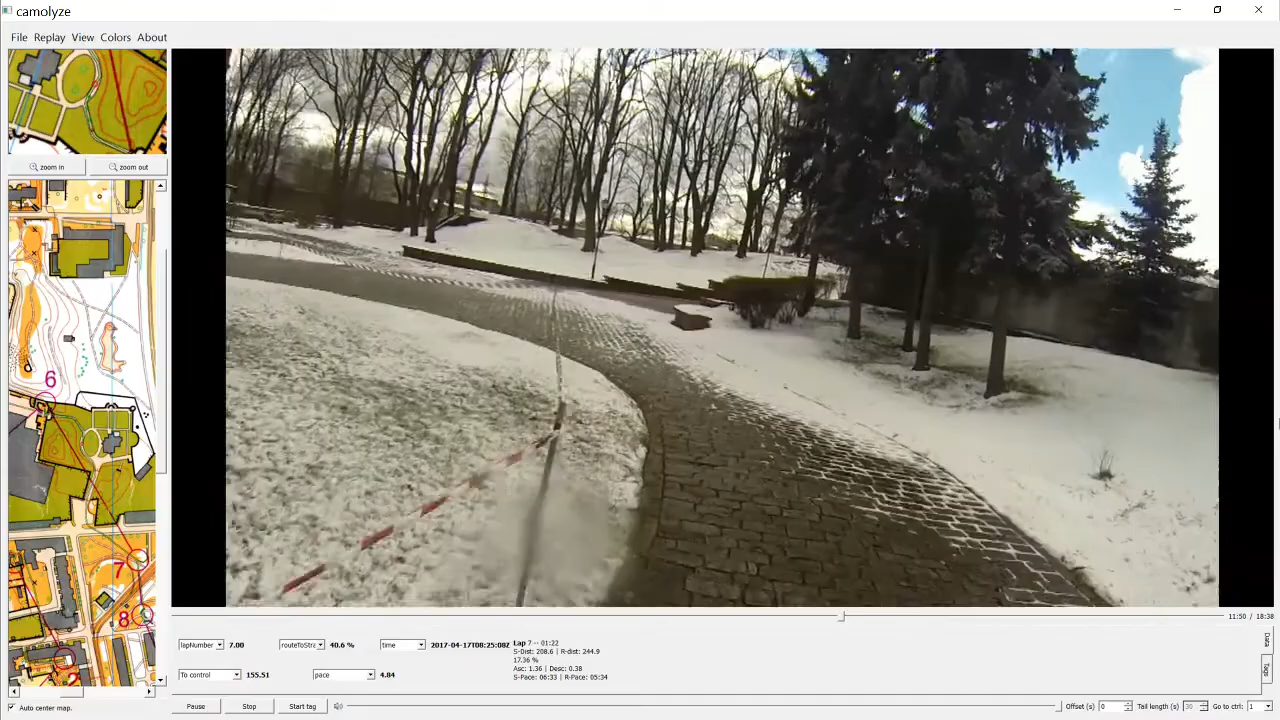 camolyze
File Replay View Colors About
zoom in zoom out
6
7
8
11:50 / 18:38
lapNumber 7.00 routeToStra 40.6 % time 2017-04-17T08:25:08Z
To control 155.51 pace 4.84
Lap 7 -- 01:22
S-Dist: 208.6 | R-dist: 244.9
17.36 %
Asc: 1.36 | Desc: 0.38
S-Pace: 06:33 | R-Pace: 05:34
Data
Tags
Auto center map.
Pause Stop Start tag Offset (s) 0 Tail length (s) 30 Go to ctrl: 1